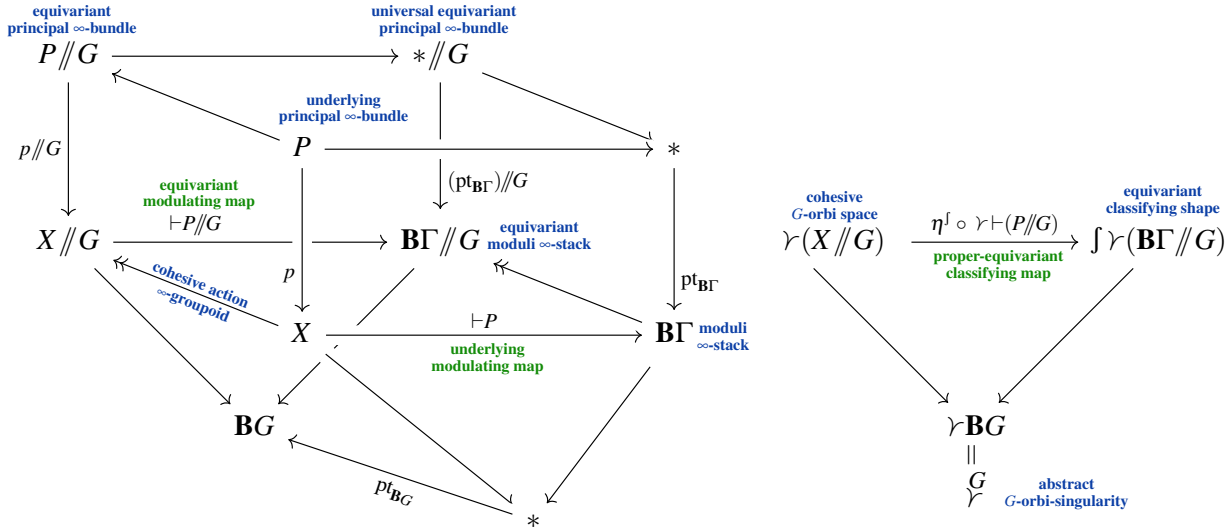 equivariant
principal ∞-bundle
universal equivariant
principal ∞-bundle
P⫽G
∗⫽G
underlying
principal ∞-bundle
p⫽G
P
∗
equivariant
modulating map
⊢P⫽G
(pt_𝐁Γ)⫽G
cohesive
G-orbi space
equivariant
classifying shape
X⫽G
𝐁Γ⫽G
equivariant
moduli ∞-stack
ʏ(X⫽G)
η^ʃ ∘ ʏ⊢(P⫽G)
proper-equivariant
classifying map
ʃ ʏ(𝐁Γ⫽G)
cohesive action
∞-groupoid
p
pt_𝐁Γ
X
⊢P
underlying
modulating map
𝐁Γ
moduli
∞-stack
𝐁G
ʏ𝐁G
=
G
ʏ
abstract
G-orbi-singularity
pt_𝐁G
∗